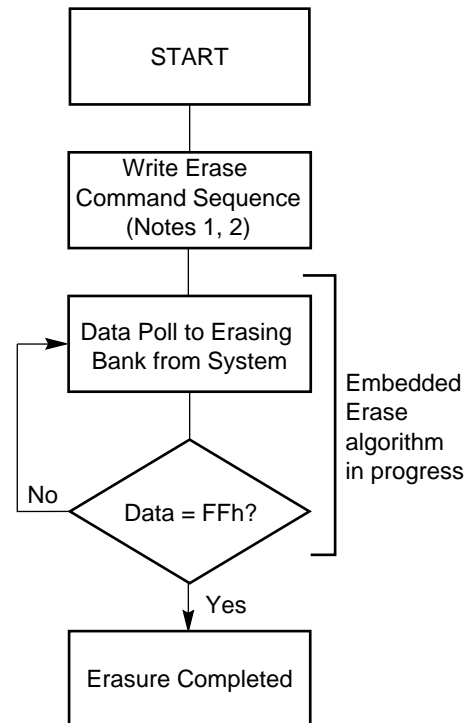 START
Write Erase
Command Sequence
(Notes 1, 2)
Data Poll to Erasing
Bank from System
Embedded
Erase
algorithm
in progress
No
Data = FFh?
Yes
Erasure Completed